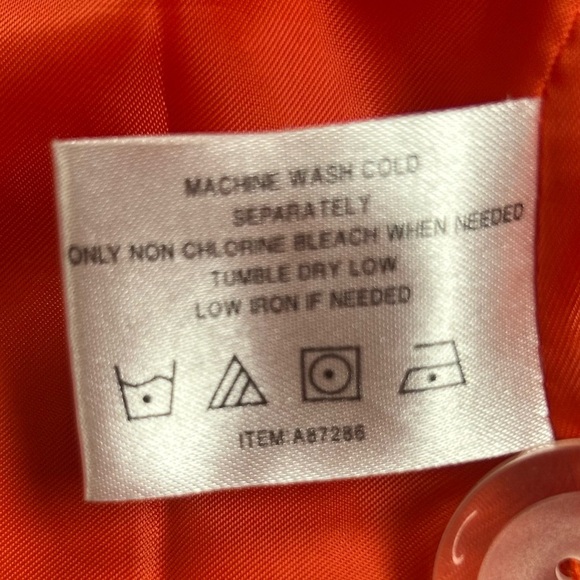 MACHINE WASH COLD
SEPARATELY
ONLY NON CHLORINE BLEACH WHEN NEEDED
TUMBLE DRY LOW
LOW IRON IF NEEDED
ITEM:A87286